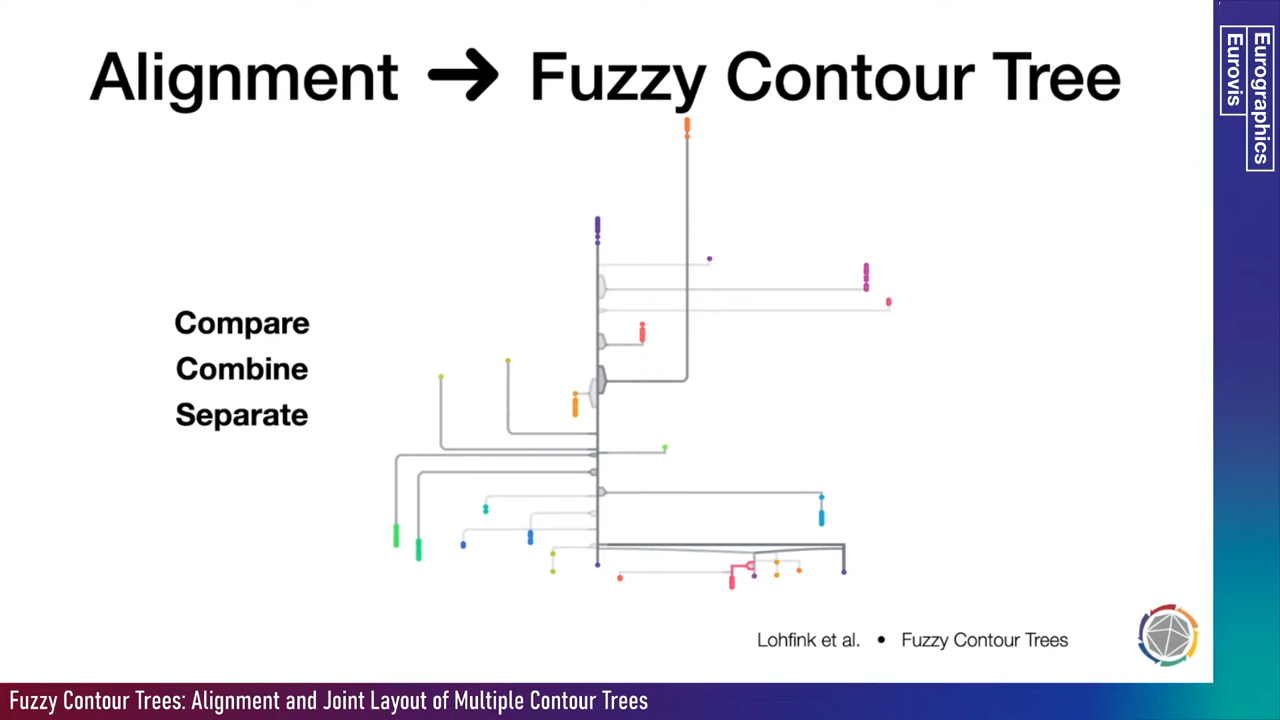 Alignment → Fuzzy Contour Tree
Compare
Combine
Separate
Lohfink et al. • Fuzzy Contour Trees
Fuzzy Contour Trees: Alignment and Joint Layout of Multiple Contour Trees
Eurographics
Eurovis